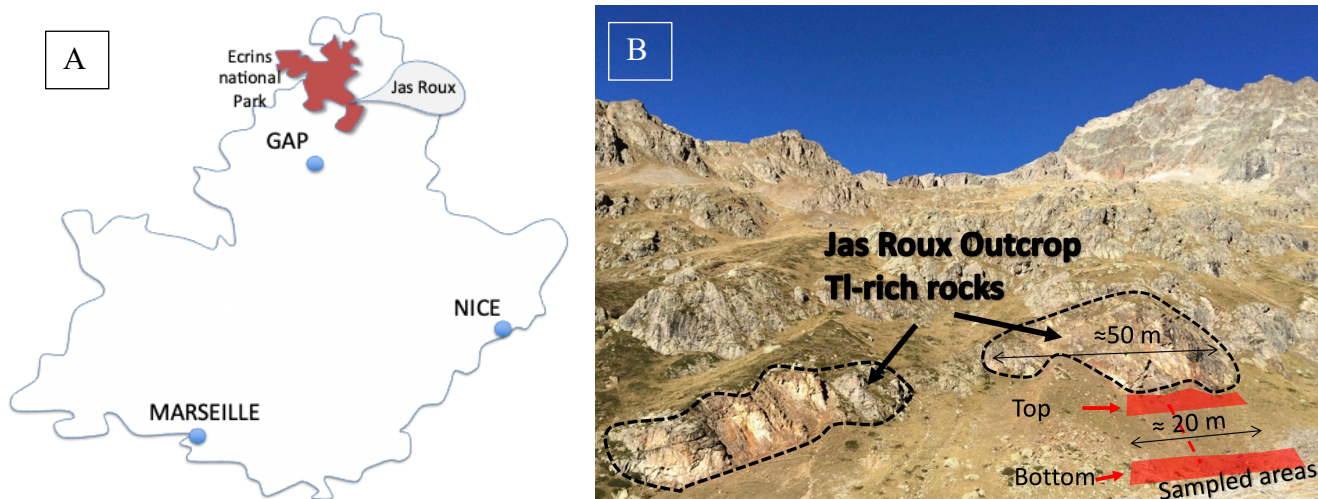 A
Ecrins
national
Park
Jas Roux
GAP
NICE
MARSEILLE
B
Jas Roux Outcrop
Tl-rich rocks
≈50 m
Top
≈ 20 m
Bottom
Sampled areas